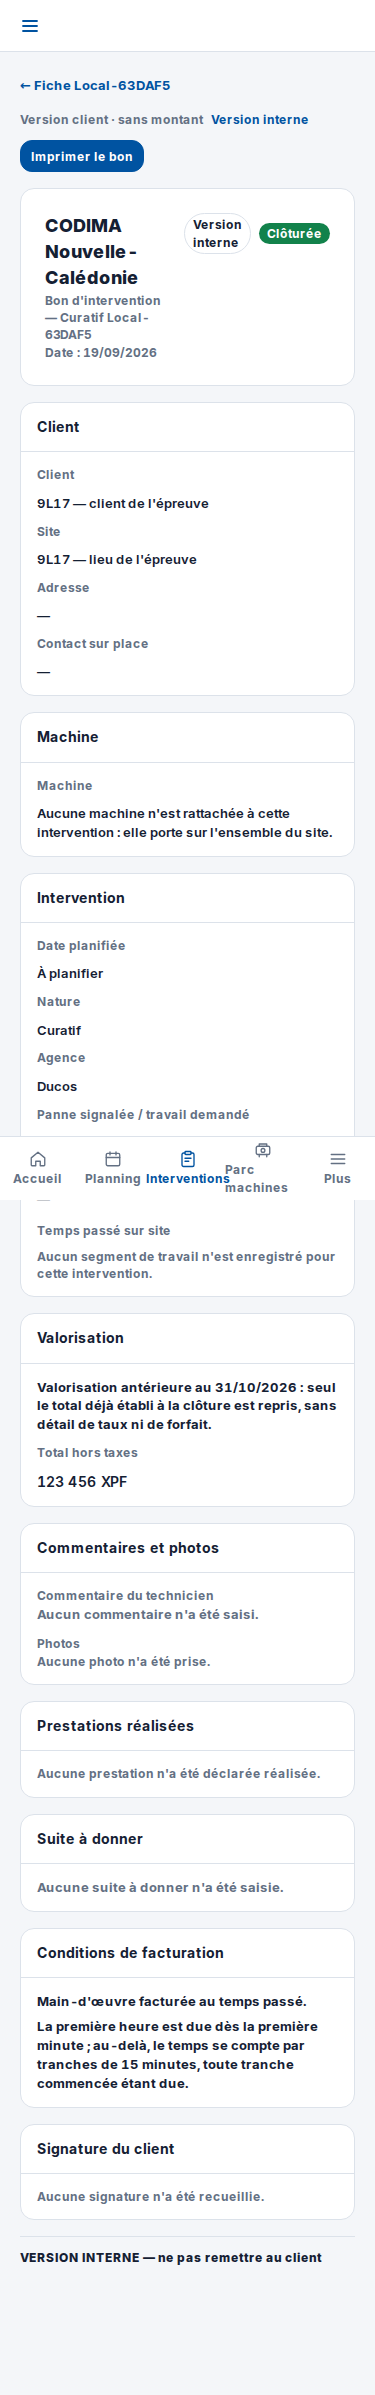 ← Fiche Local-63DAF5
Version client · sans montant Version interne
Imprimer le bon
CODIMA
Nouvelle-
Calédonie
Version
interne
Clôturée
Bon d'intervention
— Curatif Local-
63DAF5
Date : 19/09/2026
Client
Client
9L17 — client de l'épreuve
Site
9L17 — lieu de l'épreuve
Adresse
—
Contact sur place
—
Machine
Machine
Aucune machine n'est rattachée à cette
intervention : elle porte sur l'ensemble du site.
Intervention
Date planifiée
À planifier
Nature
Curatif
Agence
Ducos
Panne signalée / travail demandé
Accueil
Planning
Interventions
Parc
machines
Plus
—
Temps passé sur site
Aucun segment de travail n'est enregistré pour
cette intervention.
Valorisation
Valorisation antérieure au 31/10/2026 : seul
le total déjà établi à la clôture est repris, sans
détail de taux ni de forfait.
Total hors taxes
123 456 XPF
Commentaires et photos
Commentaire du technicien
Aucun commentaire n'a été saisi.
Photos
Aucune photo n'a été prise.
Prestations réalisées
Aucune prestation n'a été déclarée réalisée.
Suite à donner
Aucune suite à donner n'a été saisie.
Conditions de facturation
Main-d'œuvre facturée au temps passé.
La première heure est due dès la première
minute ; au-delà, le temps se compte par
tranches de 15 minutes, toute tranche
commencée étant due.
Signature du client
Aucune signature n'a été recueillie.
VERSION INTERNE — ne pas remettre au client